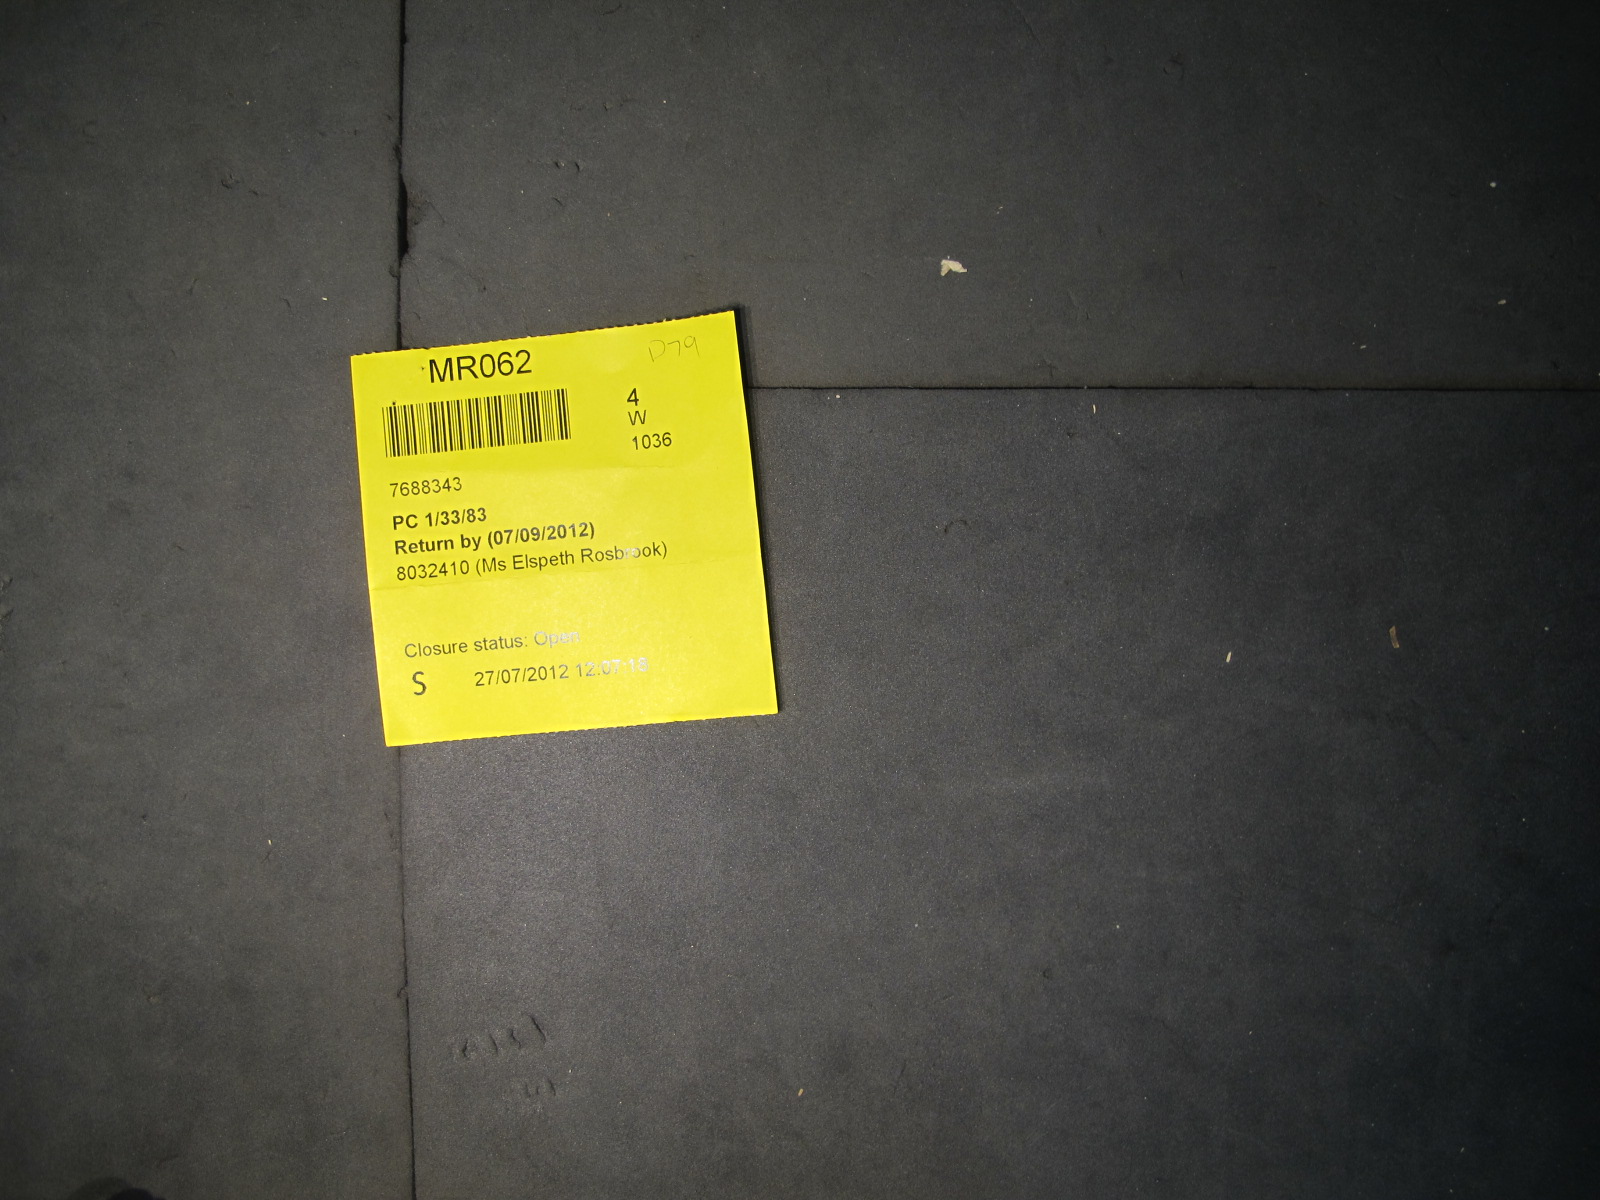 MR062
D79
4
W
1036
7688343
PC 1/33/83
Return by (07/09/2012)
8032410 (Ms Elspeth Rosbrook)
Closure status: Open
S 27/07/2012 12:07:18